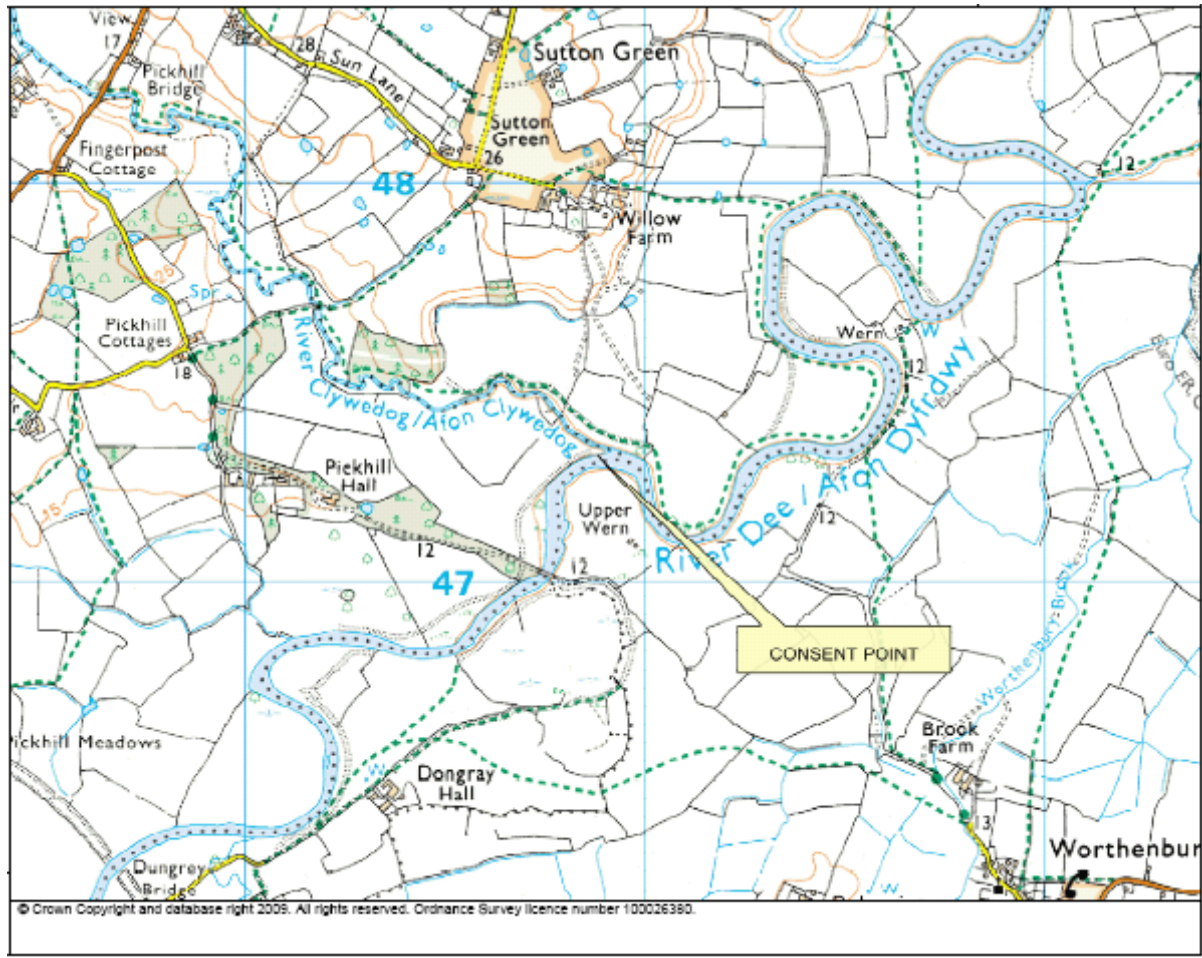 View
17
Pickhill
Bridge
28
Sun Lane
Sutton Green
Fingerpost
Cottage
Sutton
Green
26
48
12
Willow
Farm
25
Spr
Pickhill
Cottages
18
River Clywedog/Afon Clywedog
Wern
W
12
Pickhill
Hall
15
Upper
Wern
River Dee / Afon Dyfrdwy
12
12
12
47
CONSENT POINT
Worthenbury Brook
Pickhill Meadows
Brook
Farm
W
Dongray
Hall
13
Dungrey
Bridge
Worthenbur
W
© Crown Copyright and database right 2009. All rights reserved. Ordnance Survey licence number 100026380.